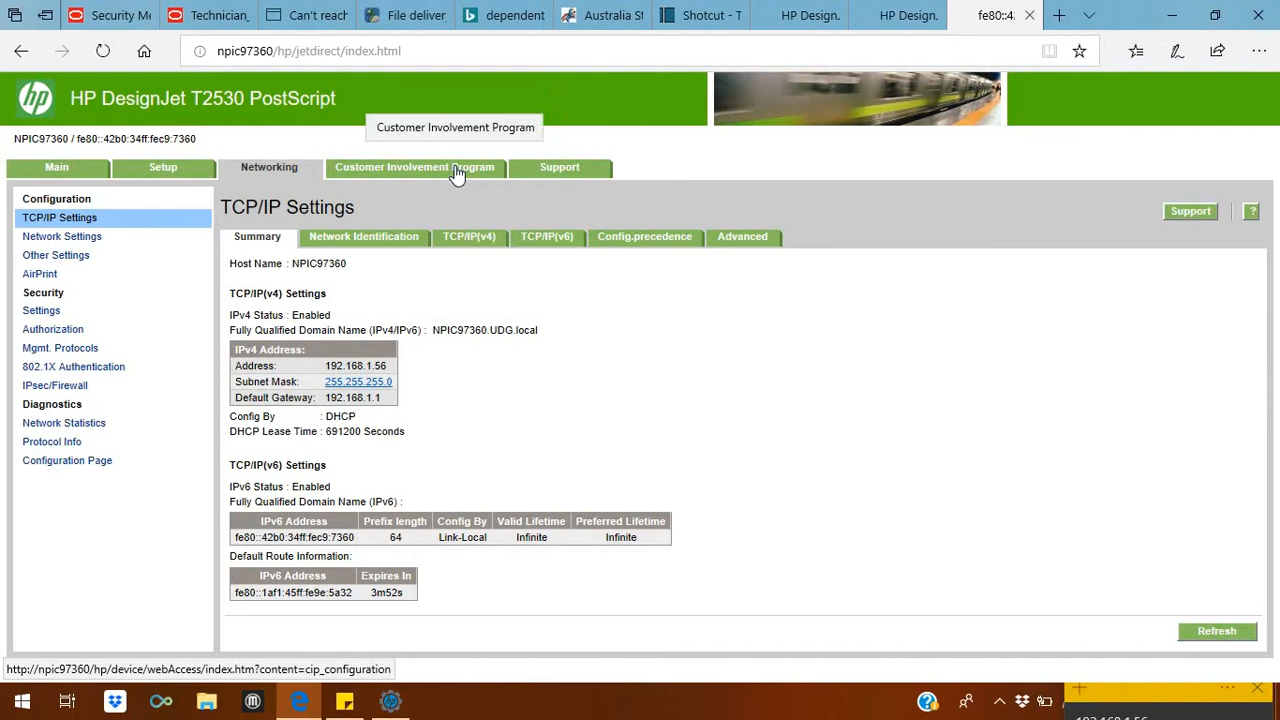 Security Me
Technician_
Can't reach
File deliver
dependent
Australia St
Shotcut - T
HP Design.
HP Design.
fe80::42
npic97360/hp/jetdirect/index.html
hp
HP DesignJet T2530 PostScript
Customer Involvement Program
NPIC97360 / fe80::42b0:34ff:fec9:7360
Main
Setup
Networking
Customer Involvement Program
Support
Configuration
TCP/IP Settings
Network Settings
Other Settings
AirPrint
Security
Settings
Authorization
Mgmt. Protocols
802.1X Authentication
IPsec/Firewall
Diagnostics
Network Statistics
Protocol Info
Configuration Page
TCP/IP Settings
Support
?
Summary
Network Identification
TCP/IP(v4)
TCP/IP(v6)
Config.precedence
Advanced
Host Name : NPIC97360
TCP/IP(v4) Settings
IPv4 Status : Enabled
Fully Qualified Domain Name (IPv4/IPv6) : NPIC97360.UDG.local
IPv4 Address:
Address: 192.168.1.56
Subnet Mask: 255.255.255.0
Default Gateway: 192.168.1.1
Config By : DHCP
DHCP Lease Time : 691200 Seconds
TCP/IP(v6) Settings
IPv6 Status : Enabled
Fully Qualified Domain Name (IPv6) :
IPv6 Address Prefix length Config By Valid Lifetime Preferred Lifetime
fe80::42b0:34ff:fec9:7360 64 Link-Local Infinite Infinite
Default Route Information:
IPv6 Address Expires In
fe80::1af1:45ff:fe9e:5a32 3m52s
Refresh
http://npic97360/hp/device/webAccess/index.htm?content=cip_configuration
192.168.1.56